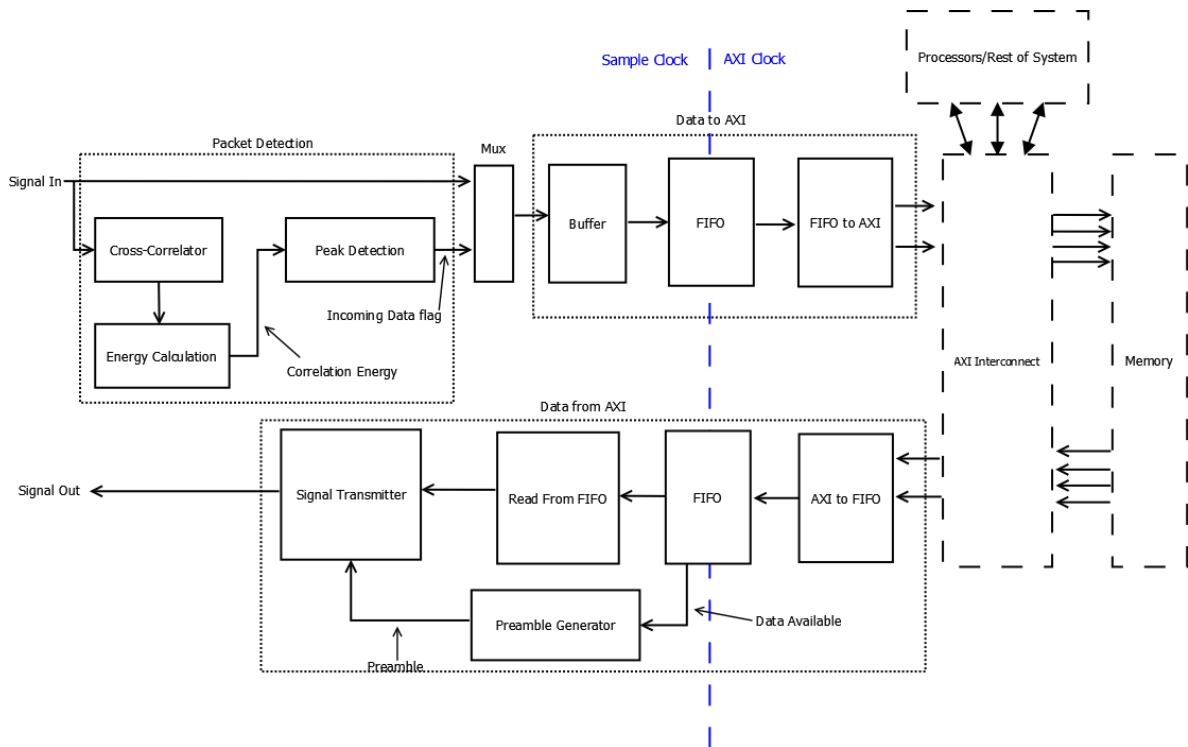 Processors/Rest of System
Sample Clock
AXI Clock
Data to AXI
Packet Detection
Mux
Signal In
Buffer
FIFO
FIFO to AXI
Cross-Correlator
Peak Detection
Incoming Data flag
Energy Calculation
Correlation Energy
AXI Interconnect
Memory
Data from AXI
Signal Out
Signal Transmitter
Read From FIFO
FIFO
AXI to FIFO
Preamble Generator
Data Available
Preamble